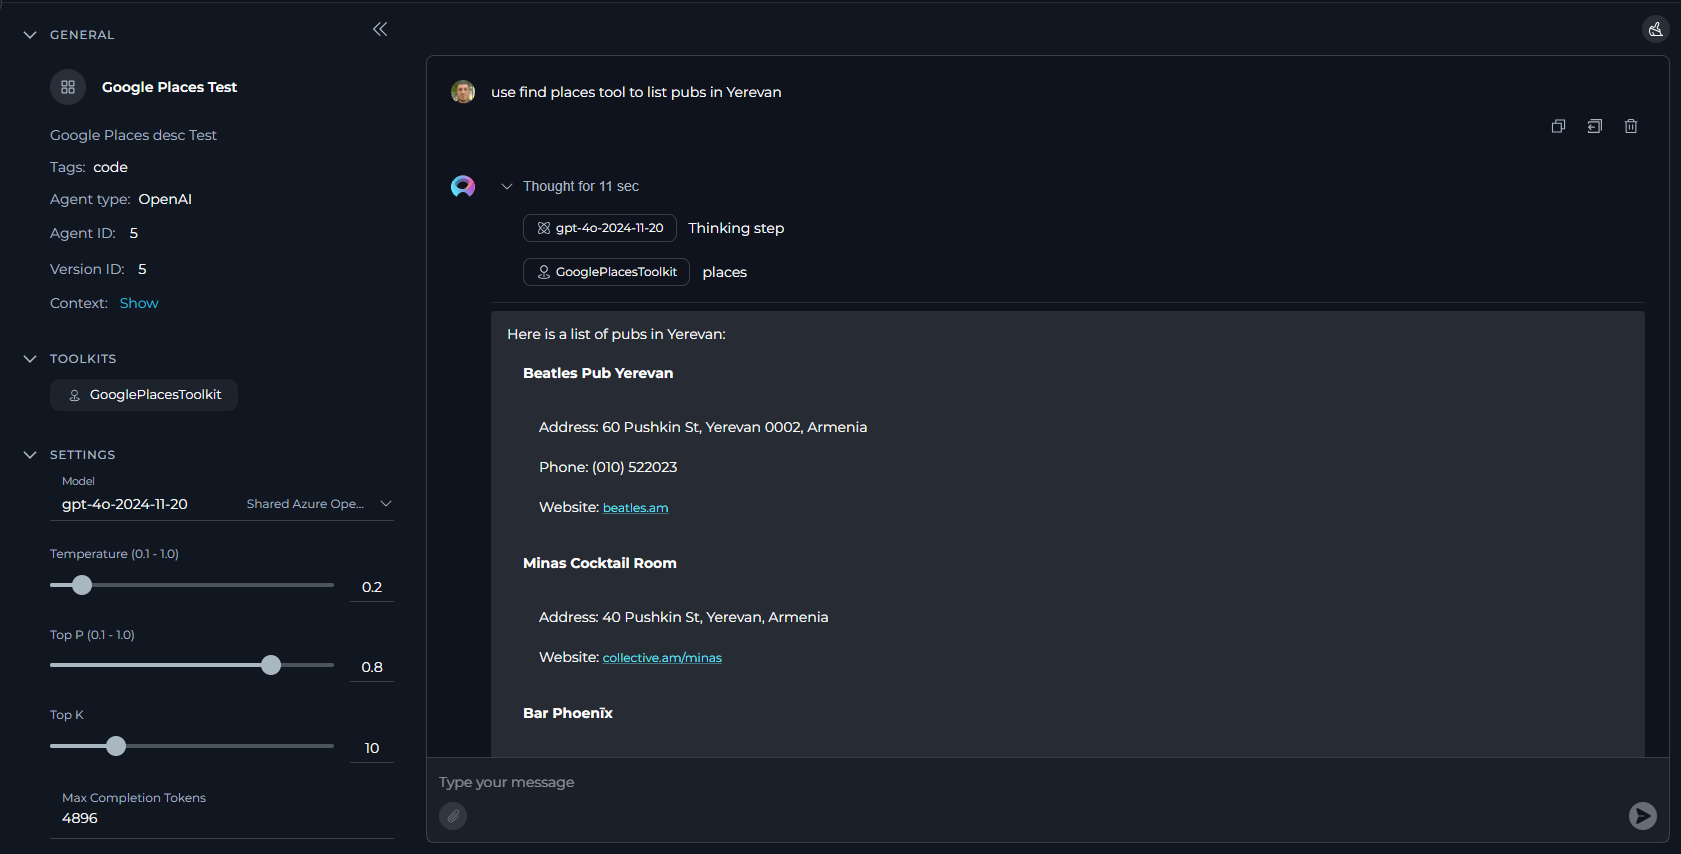 GENERAL
Google Places Test
Google Places desc Test
Tags: code
Agent type: OpenAI
Agent ID: 5
Version ID: 5
Context: Show
TOOLKITS
GooglePlacesToolkit
SETTINGS
Model
gpt-4o-2024-11-20 Shared Azure Ope...
Temperature (0.1 - 1.0)
0.2
Top P (0.1 - 1.0)
0.8
Top K
10
Max Completion Tokens
4896
use find places tool to list pubs in Yerevan
Thought for 11 sec
gpt-4o-2024-11-20 Thinking step
GooglePlacesToolkit places
Here is a list of pubs in Yerevan:
Beatles Pub Yerevan
Address: 60 Pushkin St, Yerevan 0002, Armenia
Phone: (010) 522023
Website: beatles.am
Minas Cocktail Room
Address: 40 Pushkin St, Yerevan, Armenia
Website: collective.am/minas
Bar Phoenīx
Type your message